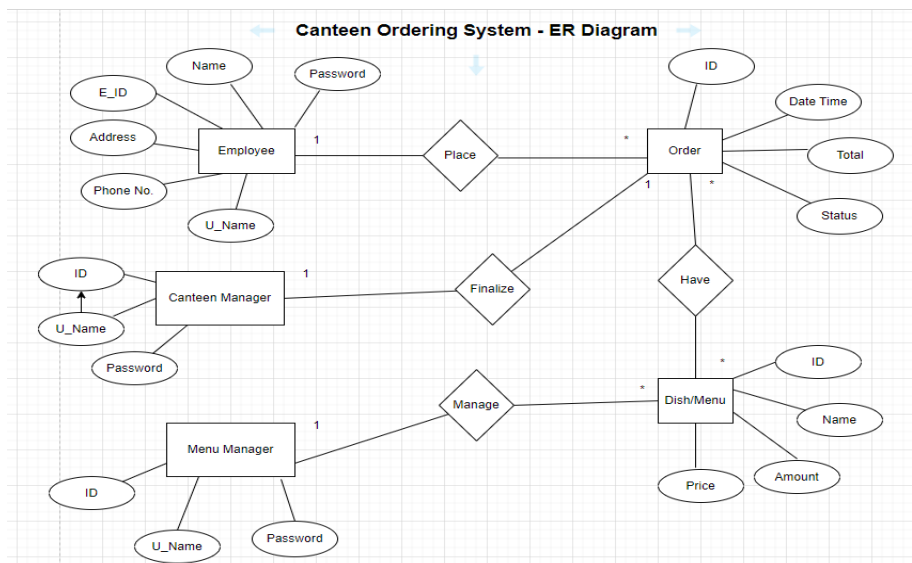 Canteen Ordering System - ER Diagram
Name
Password
ID
E_ID
Date Time
Address
Employee
1
Place
*
Order
Total
Phone No.
1
*
Status
U_Name
ID
1
Canteen Manager
Finalize
Have
U_Name
Password
*
ID
Manage
*
Dish/Menu
Name
1
Menu Manager
Price
Amount
ID
U_Name
Password